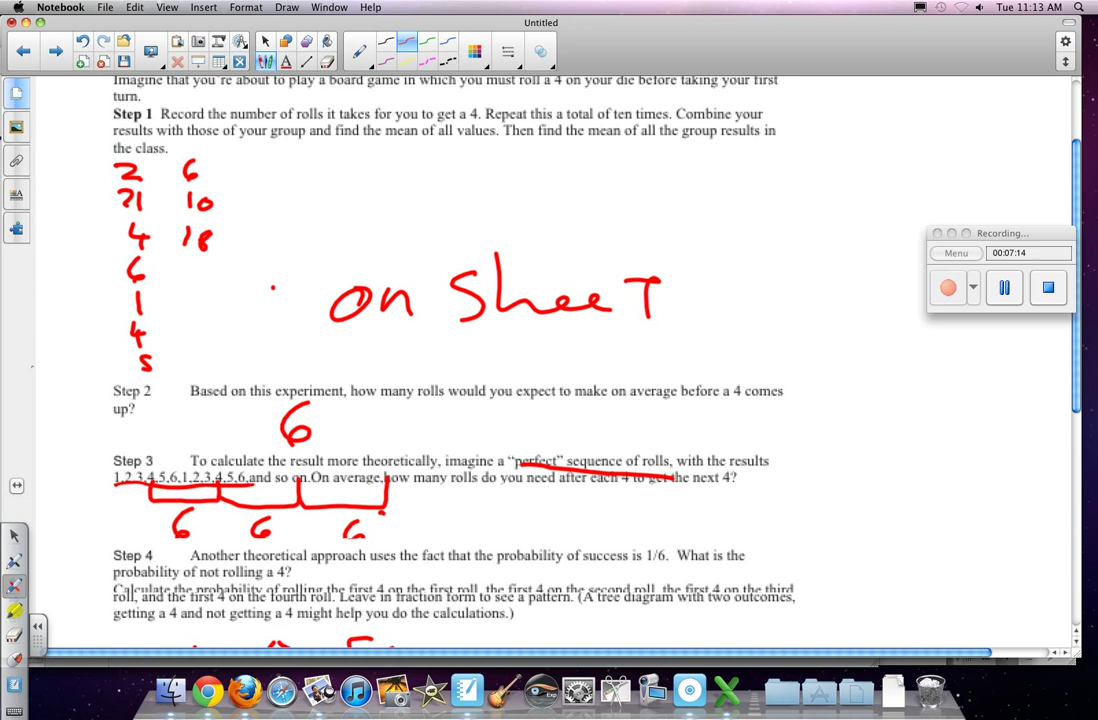 Notebook File Edit View Insert Format Draw Window Help
Tue 11:13 AM
Untitled
Imagine that you're about to play a board game in which you must roll a 4 on your die before taking your first
turn.
Step 1 Record the number of rolls it takes for you to get a 4. Repeat this a total of ten times. Combine your
results with those of your group and find the mean of all values. Then find the mean of all the group results in
the class.
2 6
21 10
4 18
6
1
4
5
on SheeT
Recording...
Menu 00:07:14
Step 2 Based on this experiment, how many rolls would you expect to make on average before a 4 comes
up?
6
Step 3 To calculate the result more theoretically, imagine a "perfect" sequence of rolls, with the results
1,2,3,4,5,6,1,2,3,4,5,6,and so on.On average,how many rolls do you need after each 4 to get the next 4?
6 6 6
Step 4 Another theoretical approach uses the fact that the probability of success is 1/6. What is the
probability of not rolling a 4?
Calculate the probability of rolling the first 4 on the first roll, the first 4 on the second roll, the first 4 on the third
roll, and the first 4 on the fourth roll. Leave in fraction form to see a pattern. (A tree diagram with two outcomes,
getting a 4 and not getting a 4 might help you do the calculations.)